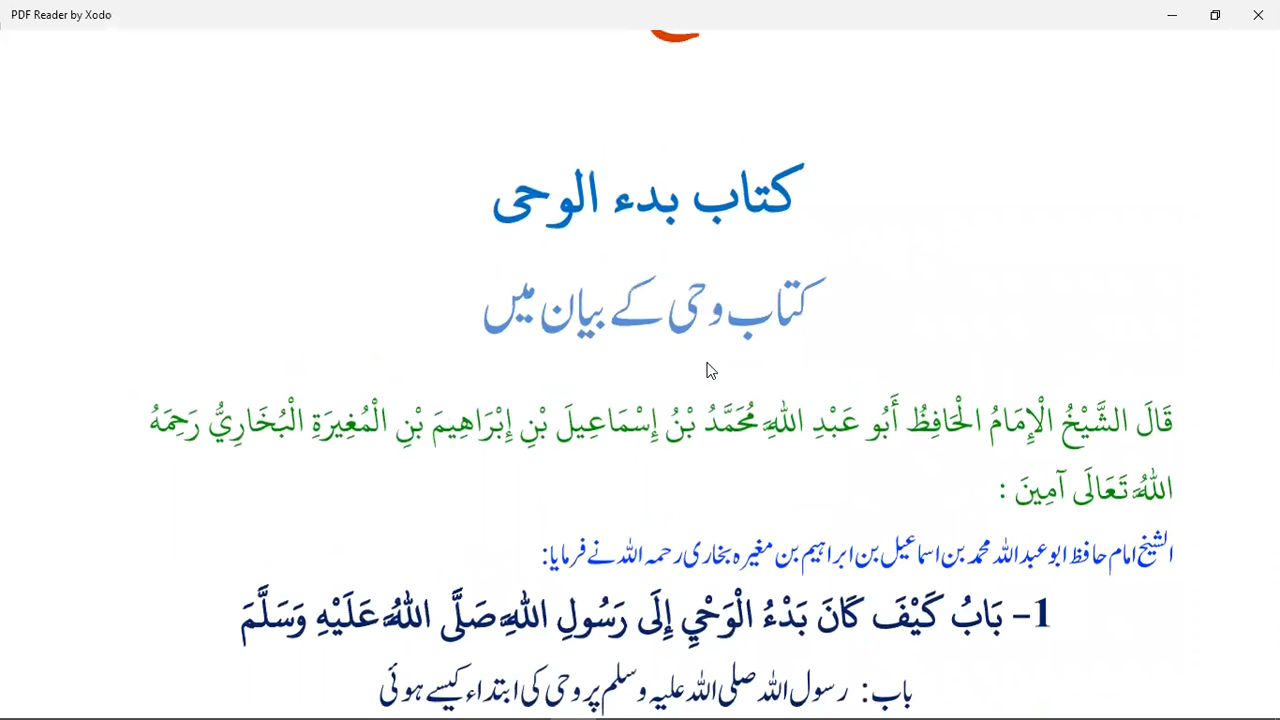 PDF Reader by Xodo
كتاب بدء الوحى
کتاب وحی کے بیان میں
قَالَ الشَّيْخُ الْإِمَامُ الْحَافِظُ أَبُو عَبْدِ اللَّهِ مُحَمَّدُ بْنُ إِسْمَاعِيلَ بْنِ إِبْرَاهِيمَ بْنِ الْمُغِيرَةِ الْبُخَارِيُّ رَحِمَهُ
اللَّهُ تَعَالَى آمِينَ :
الشیخ امام حافظ ابوعبداللہ محمد بن اسماعیل بن ابراہیم بن مغیرہ بخاری رحمہ اللہ نے فرمایا:
1- بَابُ كَيْفَ كَانَ بَدْءُ الْوَحْيِ إِلَى رَسُولِ اللَّهِ صَلَّى اللَّهُ عَلَيْهِ وَسَلَّمَ
باب: رسول اللہ صلی اللہ علیہ وسلم پر وحی کی ابتداء کیسے ہوئی